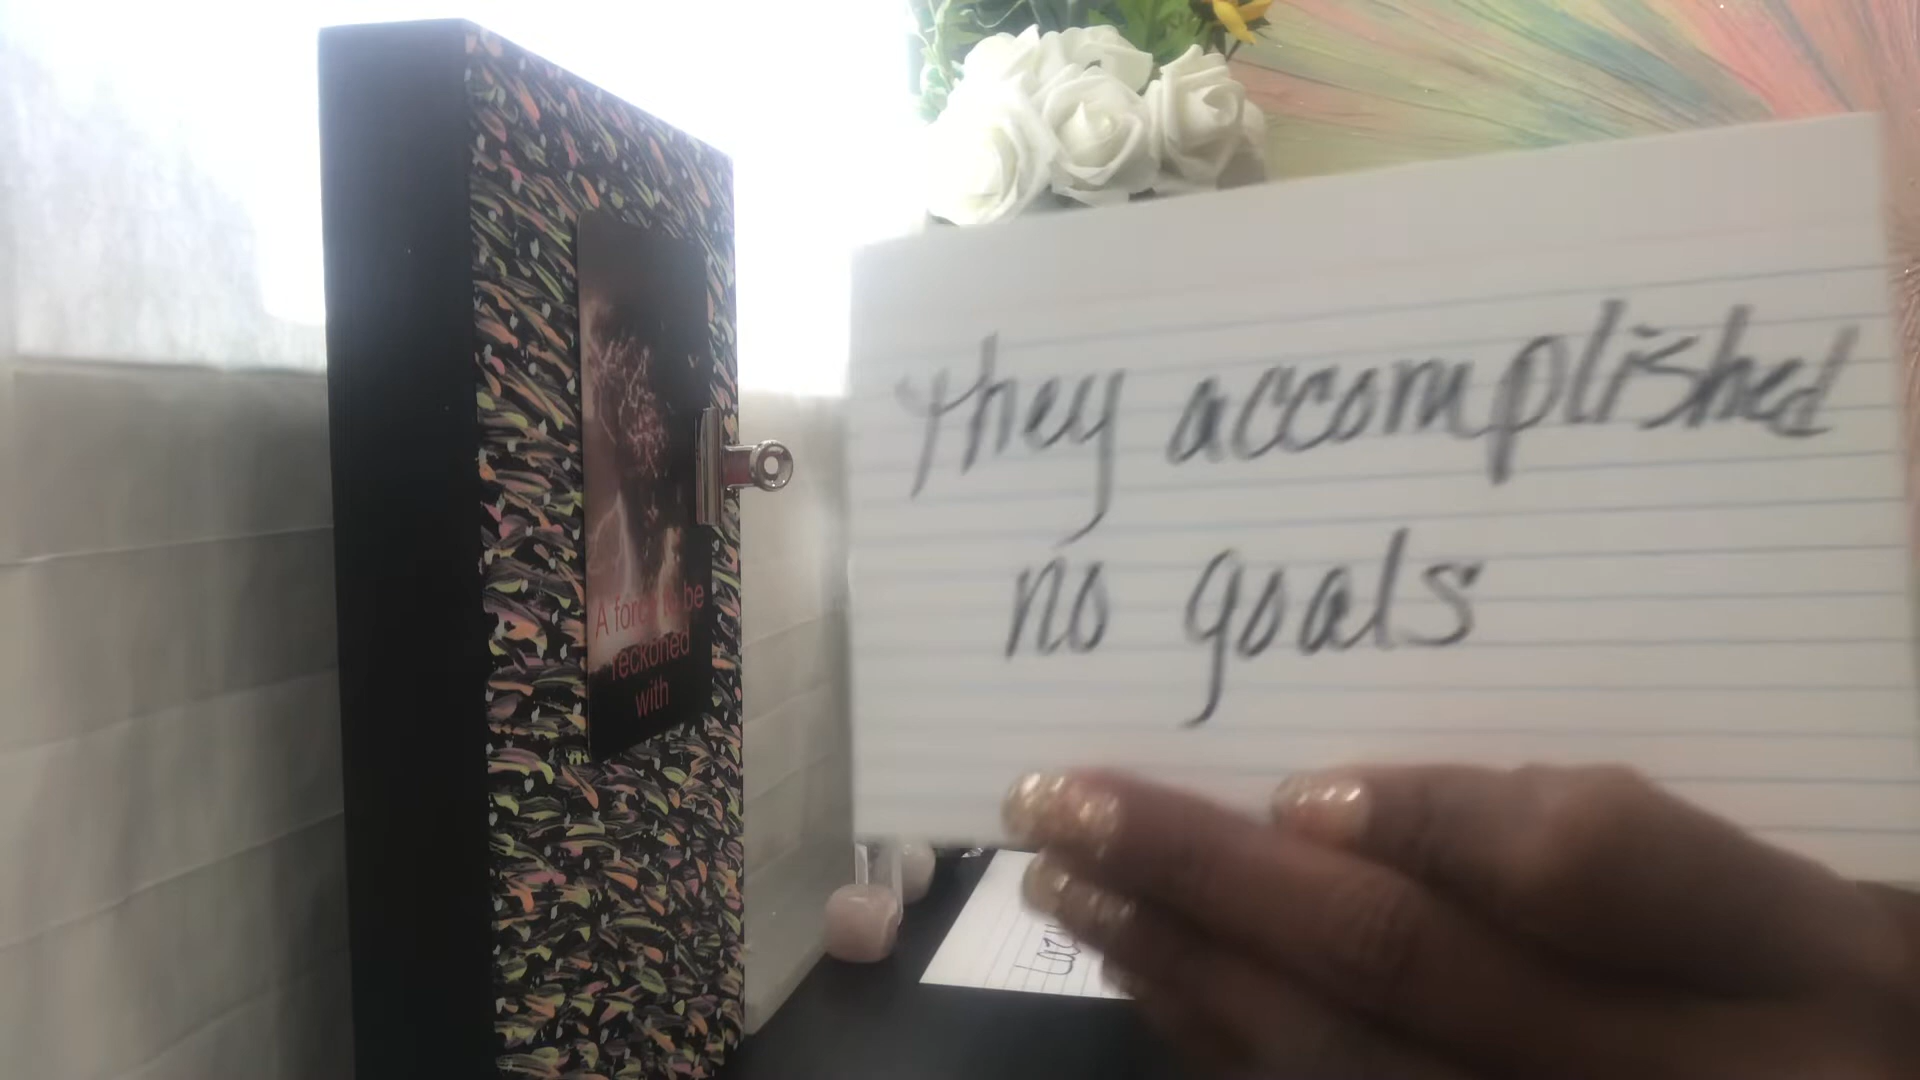 A force to be
reckoned
with
they accomplished
no goals